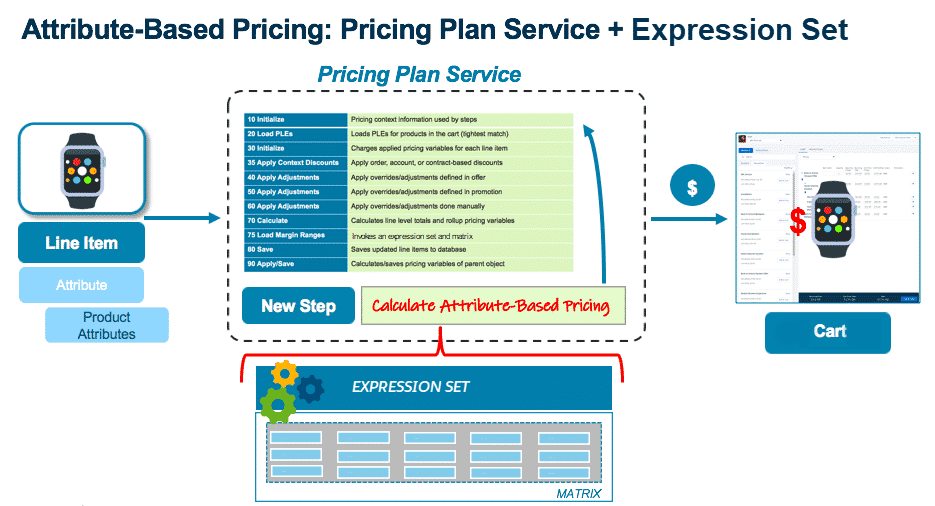 Attribute-Based Pricing: Pricing Plan Service + Expression Set
Pricing Plan Service
10 Initialize Pricing context information used by steps
20 Load PLEs Loads PLEs for products in the cart (tightest match)
30 Initialize Charges applied pricing variables for each line item
35 Apply Context Discounts Apply order, account, or contract-based discounts
40 Apply Adjustments Apply overrides/adjustments defined in offer
50 Apply Adjustments Apply overrides/adjustments defined in promotion
60 Apply Adjustments Apply overrides/adjustments done manually
70 Calculate Calculates line level totals and rollup pricing variables
75 Load Margin Ranges Invokes an expression set and matrix
80 Save Saves updated line items to database
90 Apply/Save Calculates/saves pricing variables of parent object
Line Item
Attribute
Product
Attributes
New Step
Calculate Attribute-Based Pricing
$
$
Cart
EXPRESSION SET
MATRIX